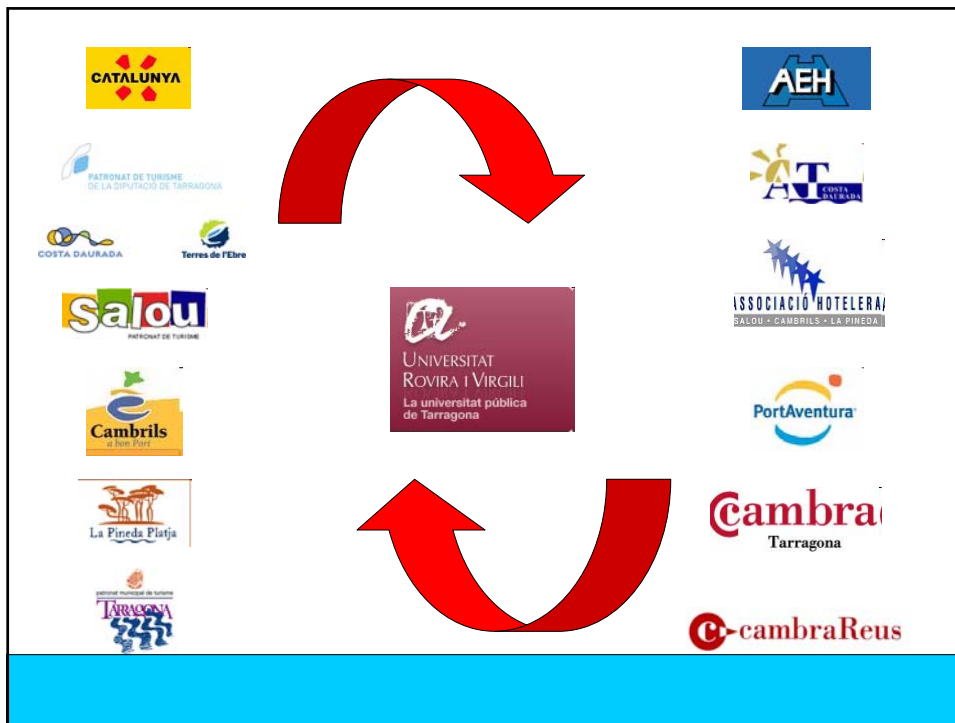 CATALUNYA
PATRONAT DE TURISME
DE LA DIPUTACIÓ DE TARRAGONA
COSTA DAURADA
Terres de l'Ebre
Salou
PATRONAT DE TURISME
Cambrils
a bon Port
La Pineda Platja
patronat municipal de turisme
TARRAGONA
UNIVERSITAT
ROVIRA I VIRGILI
La universitat pública
de Tarragona
AEH
AT
COSTA
DAURADA
ASSOCIACIÓ HOTELERA
SALOU • CAMBRILS • LA PINEDA
PortAventura
cambra
Tarragona
cambraReus